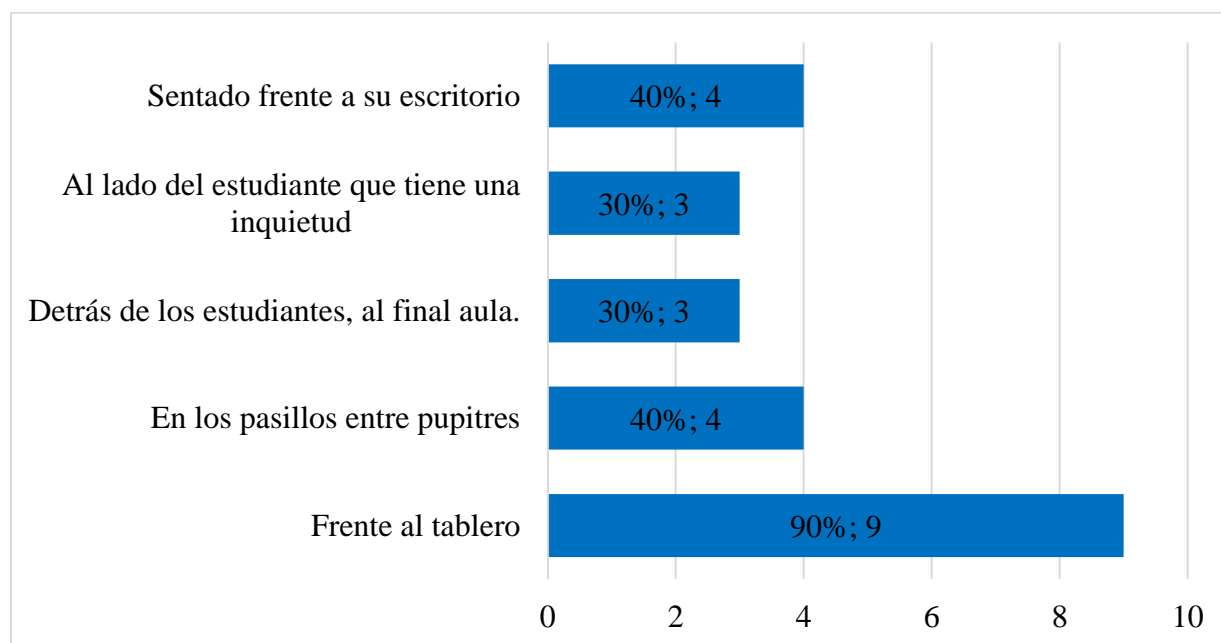 Sentado frente a su escritorio
40%; 4
Al lado del estudiante que tiene una
inquietud
30%; 3
Detrás de los estudiantes, al final aula.
30%; 3
En los pasillos entre pupitres
40%; 4
Frente al tablero
90%; 9
0 2 4 6 8 10